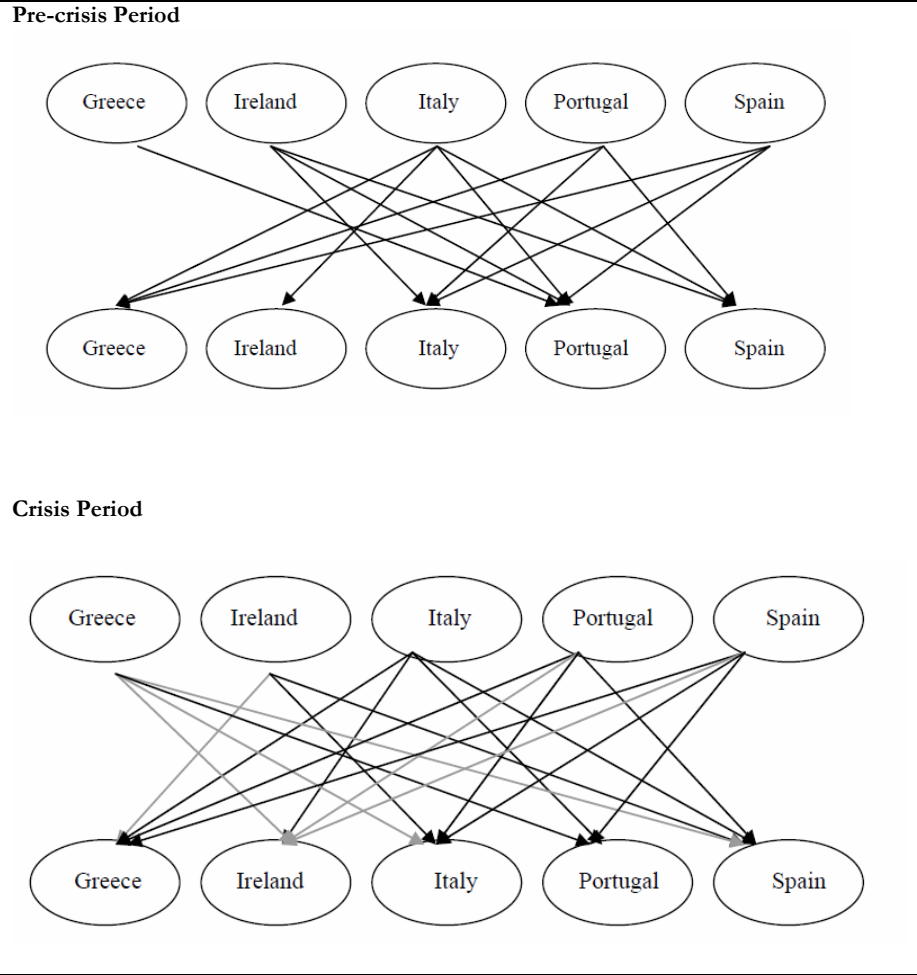 Pre-crisis Period
Greece Ireland Italy Portugal Spain
Greece Ireland Italy Portugal Spain
Crisis Period
Greece Ireland Italy Portugal Spain
Greece Ireland Italy Portugal Spain